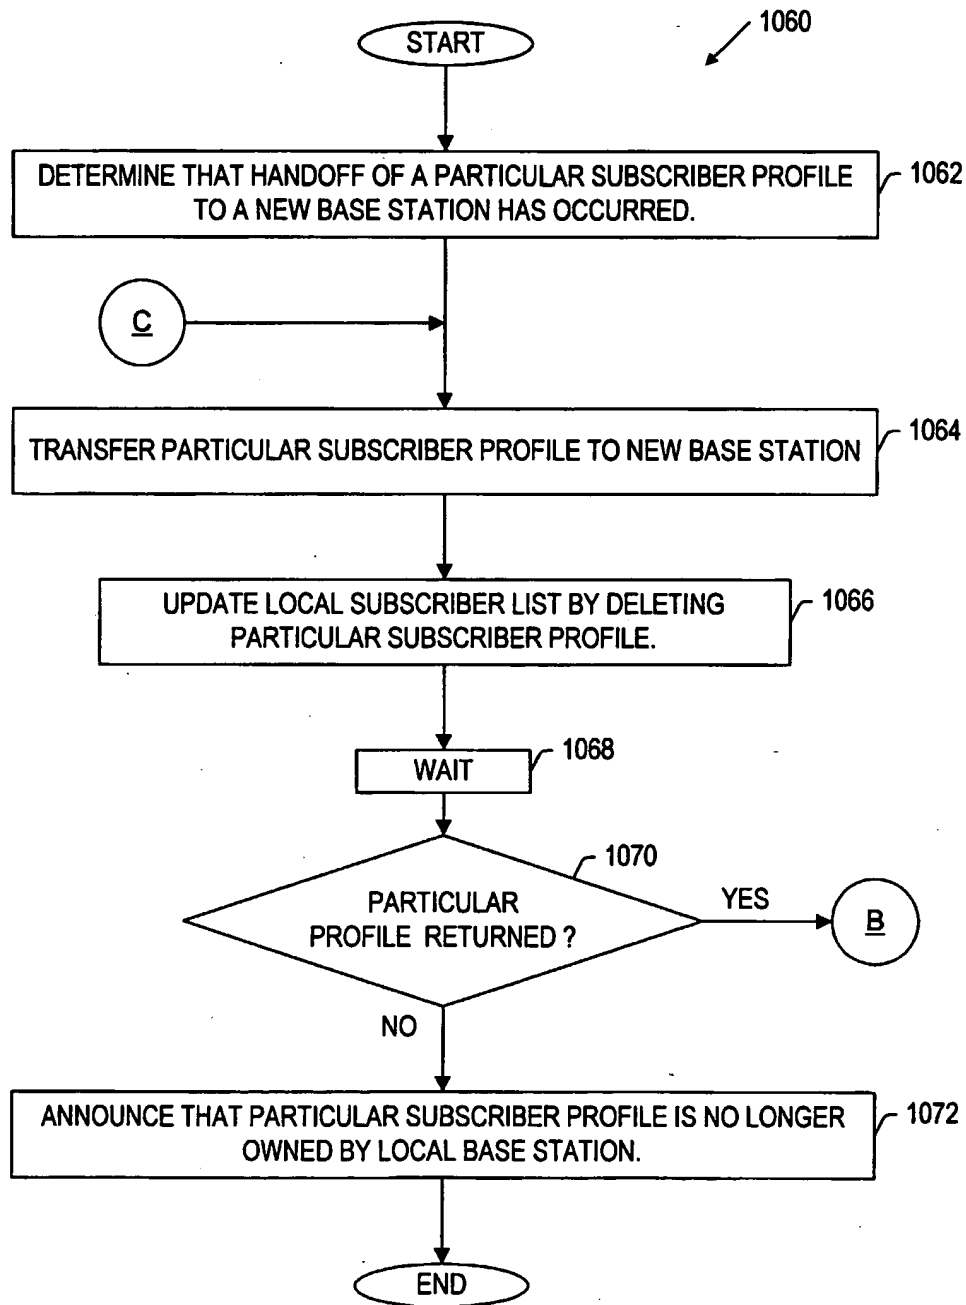 START
1060
DETERMINE THAT HANDOFF OF A PARTICULAR SUBSCRIBER PROFILE
TO A NEW BASE STATION HAS OCCURRED.
1062
C
TRANSFER PARTICULAR SUBSCRIBER PROFILE TO NEW BASE STATION
1064
UPDATE LOCAL SUBSCRIBER LIST BY DELETING
PARTICULAR SUBSCRIBER PROFILE.
1066
WAIT
1068
1070
PARTICULAR
PROFILE RETURNED ?
YES
B
NO
ANNOUNCE THAT PARTICULAR SUBSCRIBER PROFILE IS NO LONGER
OWNED BY LOCAL BASE STATION.
1072
END